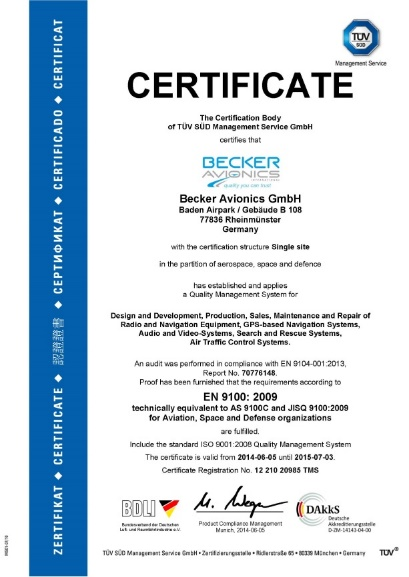 TÜV
SÜD
Management Service
CERTIFICATE
The Certification Body
of TÜV SÜD Management Service GmbH
certifies that
BECKER
AVIONICS
INTERNATIONAL
quality you can trust
Becker Avionics GmbH
Baden Airpark / Gebäude B 108
77836 Rheinmünster
Germany
with the certification structure Single site
in the partition of aerospace, space and defence
has established and applies
a Quality Management System for
Design and Development, Production, Sales, Maintenance and Repair of
Radio and Navigation Equipment, GPS-based Navigation Systems,
Audio and Video-Systems, Search and Rescue Systems,
Air Traffic Control Systems.
An audit was performed in compliance with EN 9104-001:2013,
Report No. 70776148.
Proof has been furnished that the requirements according to
EN 9100: 2009
technically equivalent to AS 9100C and JISQ 9100:2009
for Aviation, Space and Defense organizations
are fulfilled.
Include the standard ISO 9001:2008 Quality Management System
The certificate is valid from 2014-06-05 until 2015-07-03.
Certificate Registration No. 12 210 20985 TMS
BDLI
Bundesverband der Deutschen
Luft- und Raumfahrtindustrie e.V.
Product Compliance Management
Munich, 2014-06-05
DAkkS
Deutsche
Akkreditierungsstelle
D-ZM-14143-04-00
TÜV SÜD Management Service GmbH • Zertifizierungsstelle • Ridlerstraße 65 • 80339 München • Germany
TÜV®
ZERTIFIKAT ◆ CERTIFICATE ◆ 認證證書 ◆ СЕРТИФИКАТ ◆ CERTIFICADO ◆ CERTIFICAT